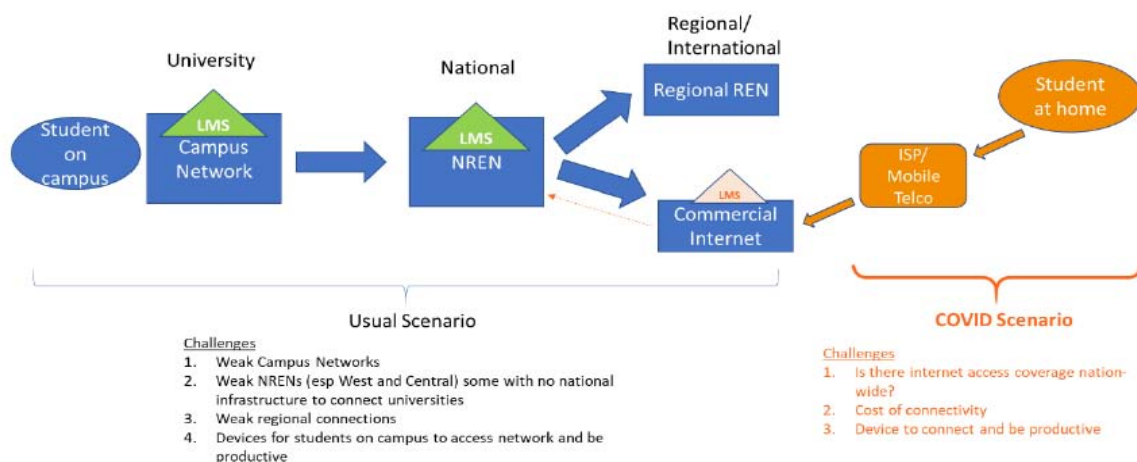 University
National
Regional/
International
Student
on
campus
LMS
Campus
Network
LMS
NREN
Regional REN
LMS
Commercial
Internet
ISP/
Mobile
Telco
Student
at home
Usual Scenario
Challenges
1. Weak Campus Networks
2. Weak NRENs (esp West and Central) some with no national
infrastructure to connect universities
3. Weak regional connections
4. Devices for students on campus to access network and be
productive
COVID Scenario
Challenges
1. Is there internet access coverage nation-
wide?
2. Cost of connectivity
3. Device to connect and be productive